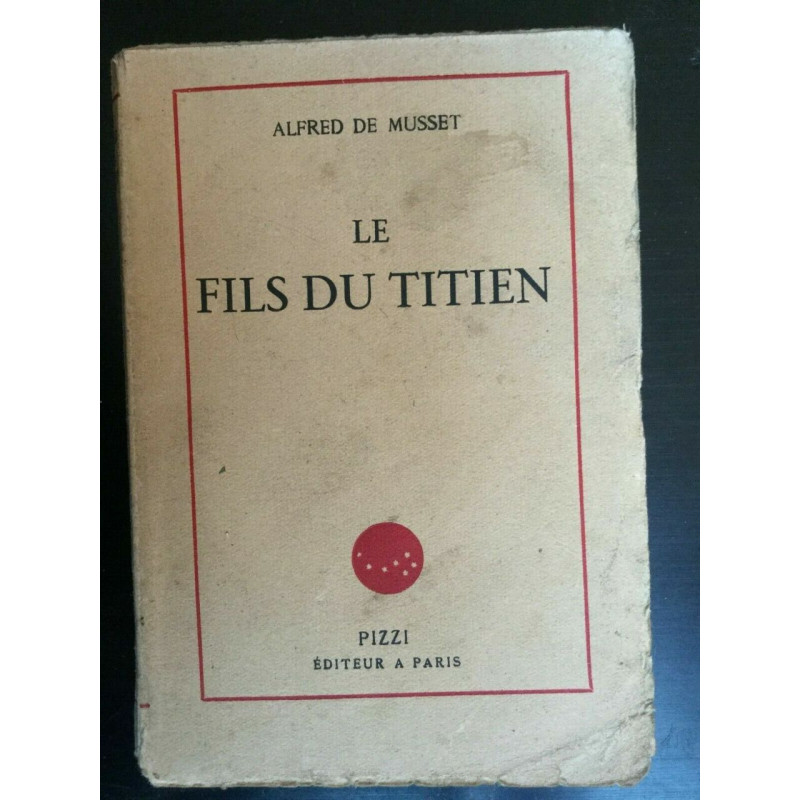 ALFRED DE MUSSET
LE
FILS DU TITIEN
PIZZI
ÉDITEUR A PARIS